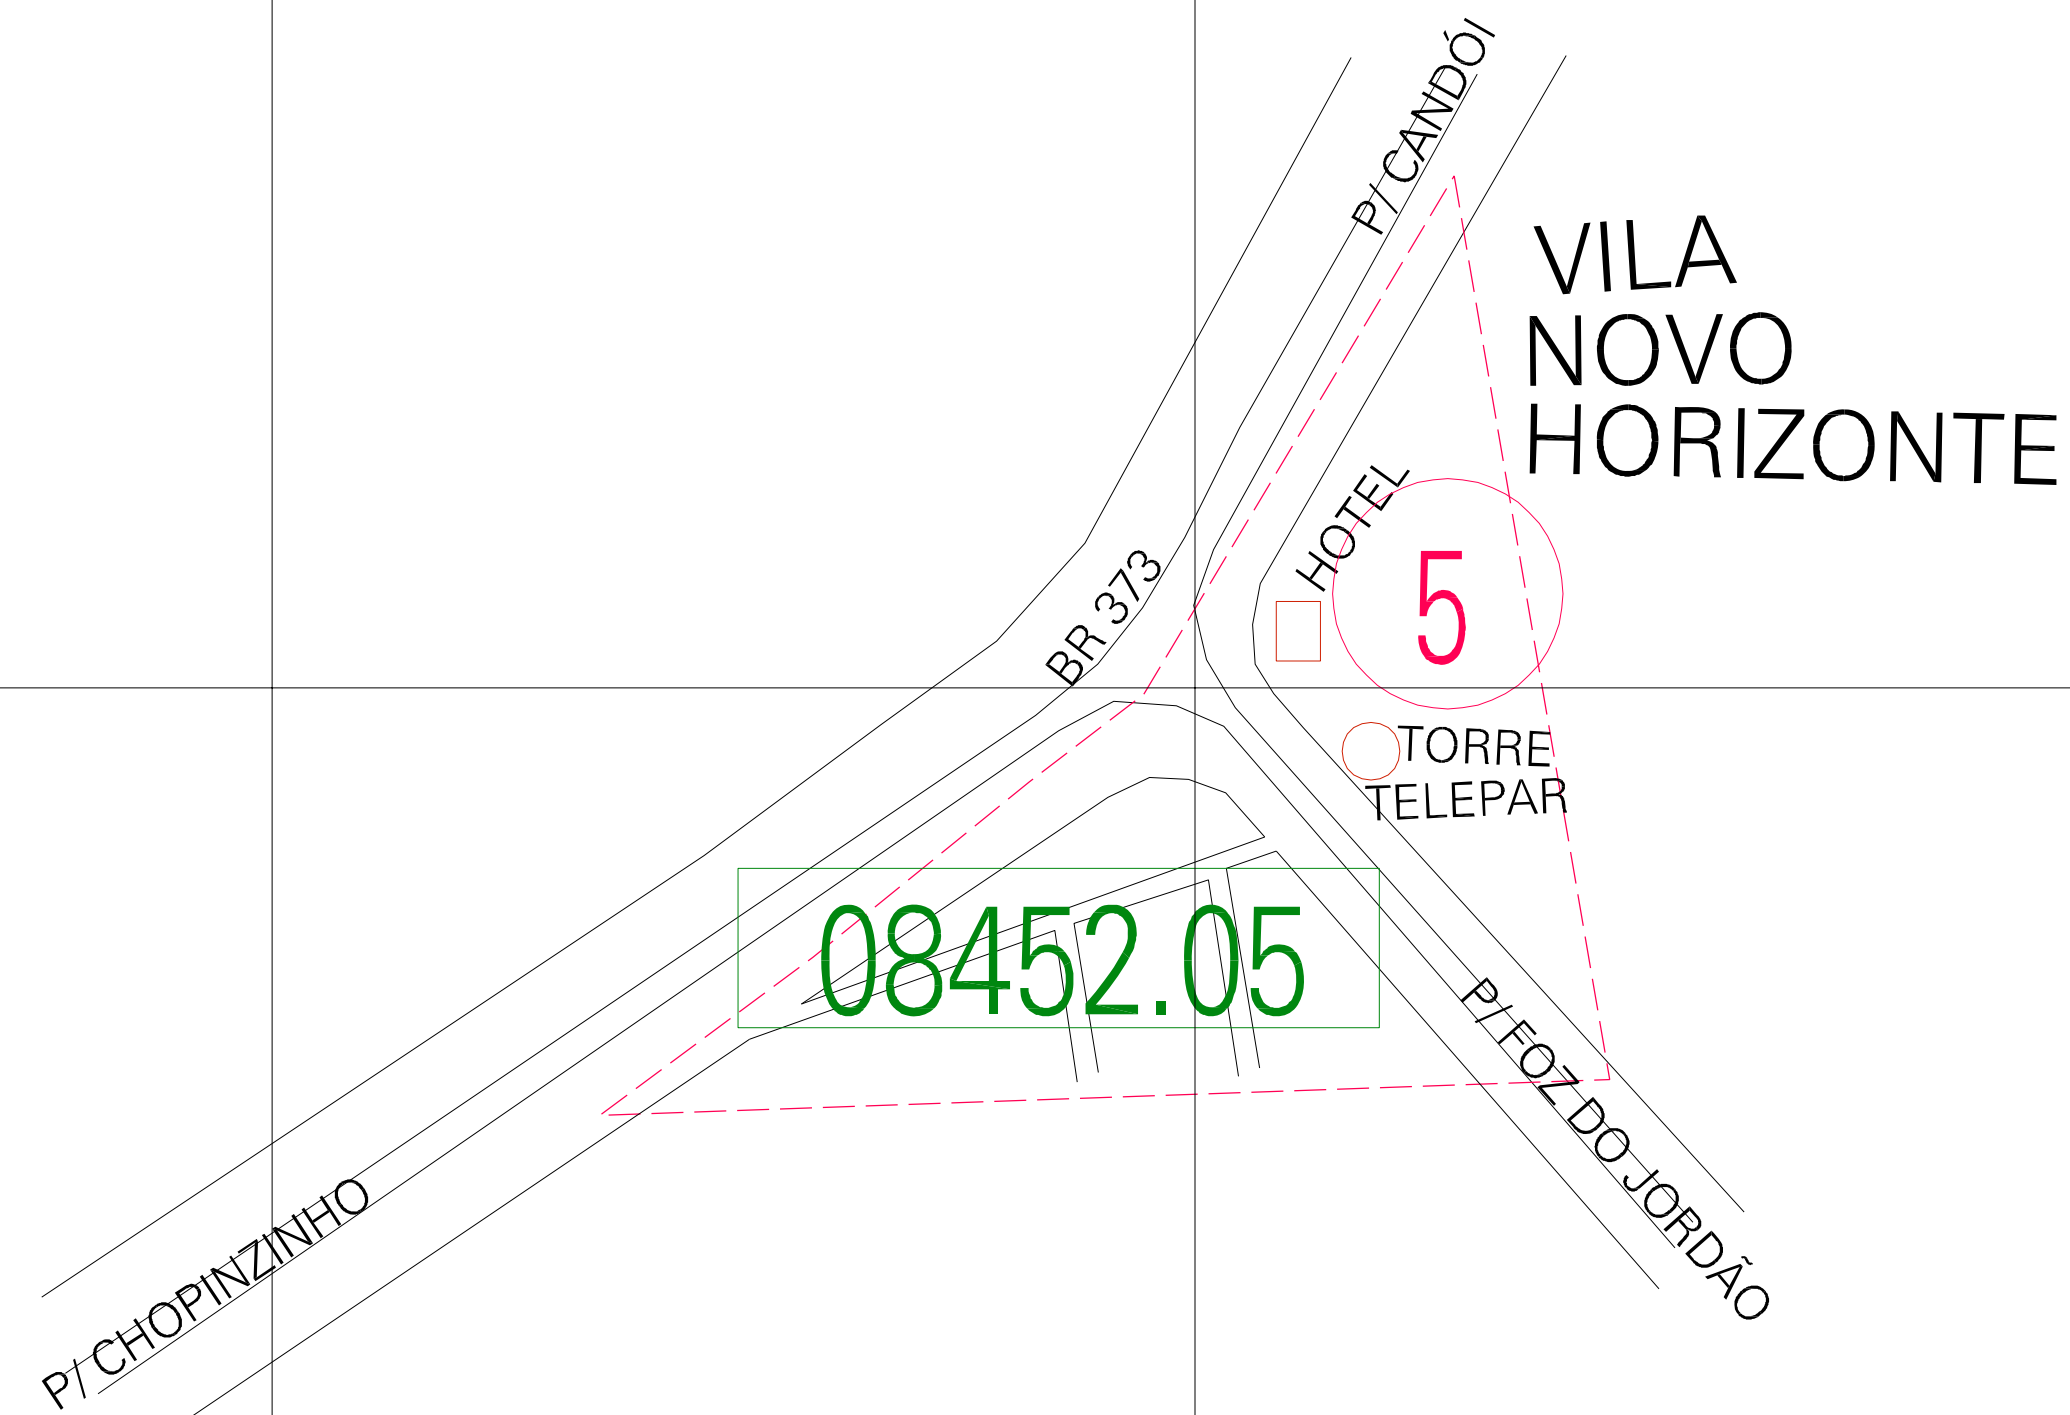 P/ CANDÓI
VILA
NOVO
HORIZONTE
HOTEL
5
BR 373
TORRE
TELEPAR
08452.05
P/ FOZ DO JORDÃO
P/ CHOPINZINHO